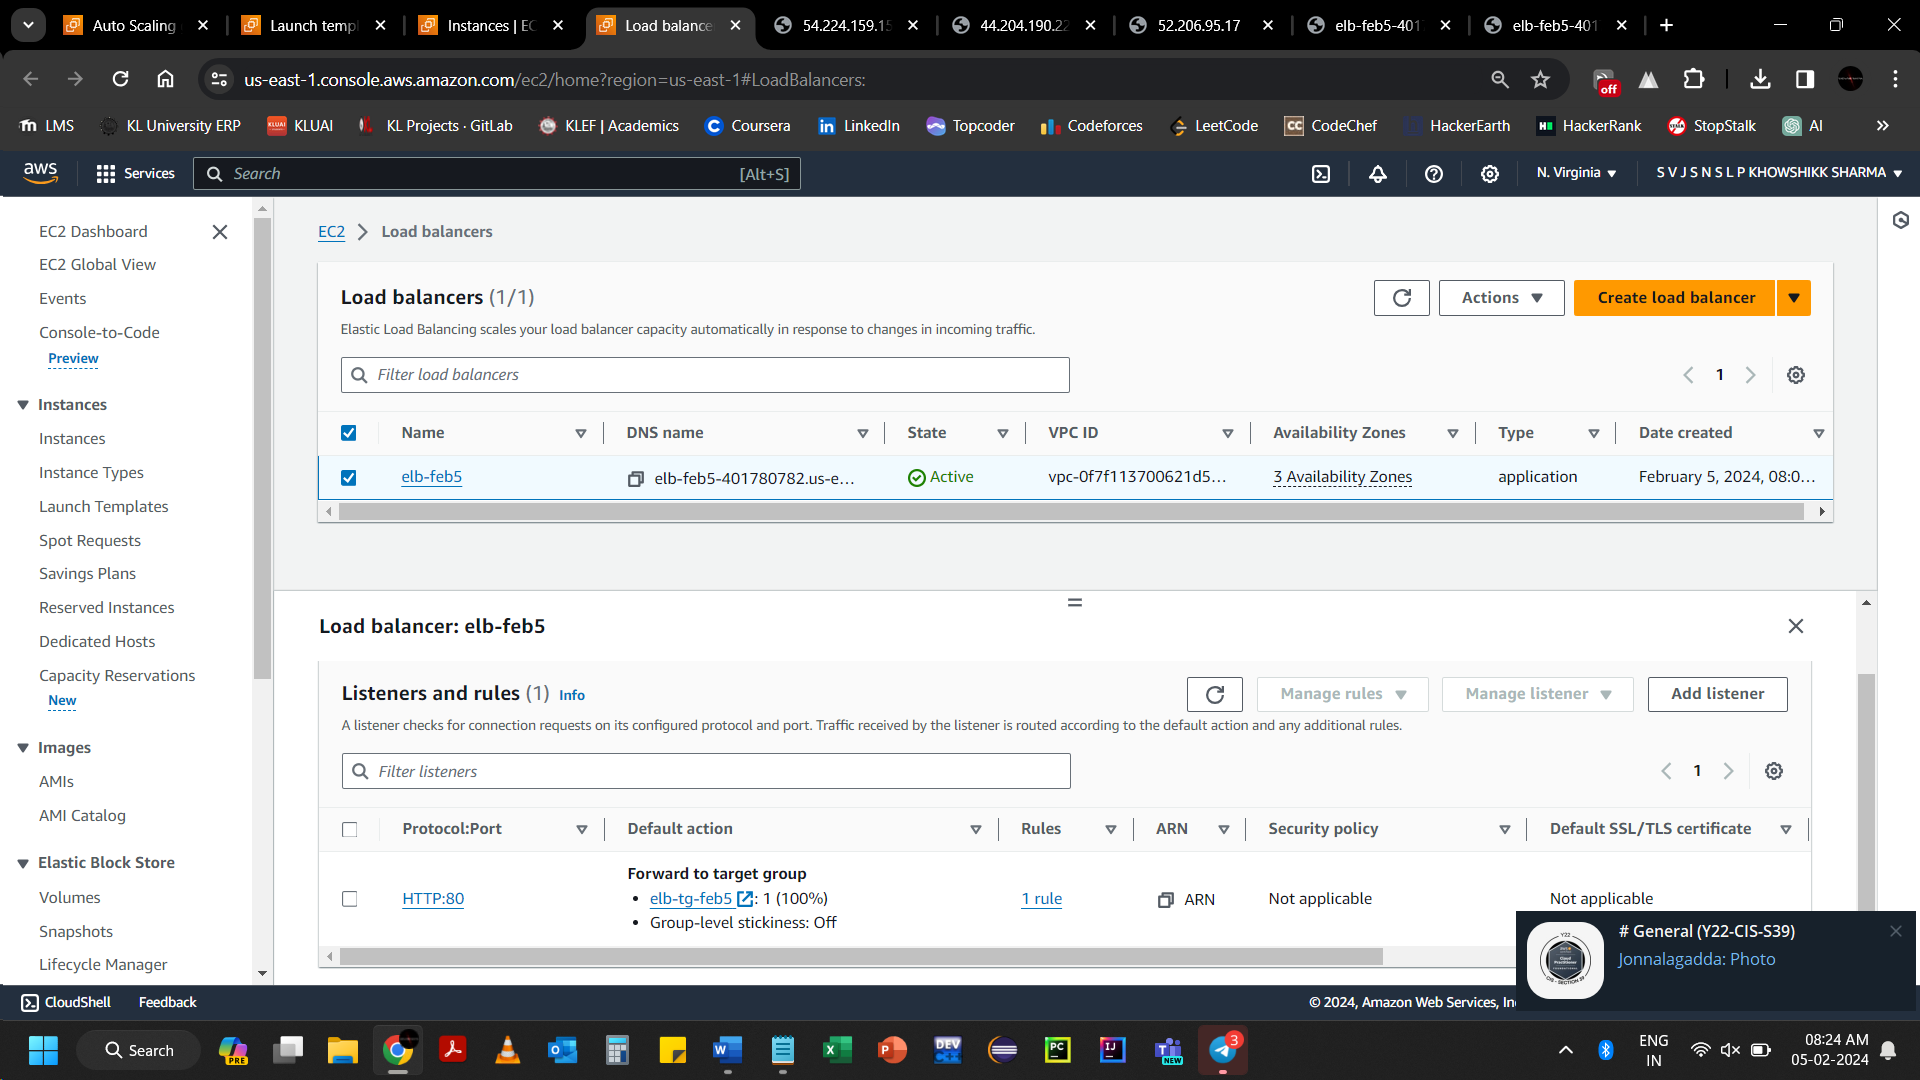 Auto Scaling
Launch templ
Instances | EC
Load balance
54.224.159.15
44.204.190.22
52.206.95.17
elb-feb5-401
elb-feb5-401
us-east-1.console.aws.amazon.com/ec2/home?region=us-east-1#LoadBalancers:
off
LMS
KL University ERP
KLUAI
KL Projects · GitLab
KLEF | Academics
Coursera
LinkedIn
Topcoder
Codeforces
LeetCode
CodeChef
HackerEarth
HackerRank
StopStalk
AI
aws
Services
Search
[Alt+S]
N. Virginia
S V J S N S L P KHOWSHIKK SHARMA
EC2 Dashboard
EC2 Global View
Events
Console-to-Code
Preview
Instances
Instances
Instance Types
Launch Templates
Spot Requests
Savings Plans
Reserved Instances
Dedicated Hosts
Capacity Reservations
New
Images
AMIs
AMI Catalog
Elastic Block Store
Volumes
Snapshots
Lifecycle Manager
EC2
Load balancers
Load balancers (1/1)
Actions
Create load balancer
Elastic Load Balancing scales your load balancer capacity automatically in response to changes in incoming traffic.
Filter load balancers
1
Name
DNS name
State
VPC ID
Availability Zones
Type
Date created
elb-feb5
elb-feb5-401780782.us-e...
Active
vpc-0f7f113700621d5...
3 Availability Zones
application
February 5, 2024, 08:0...
Load balancer: elb-feb5
Listeners and rules (1) Info
Manage rules
Manage listener
Add listener
A listener checks for connection requests on its configured protocol and port. Traffic received by the listener is routed according to the default action and any additional rules.
Filter listeners
1
Protocol:Port
Default action
Rules
ARN
Security policy
Default SSL/TLS certificate
HTTP:80
Forward to target group
• elb-tg-feb5 : 1 (100%)
• Group-level stickiness: Off
1 rule
ARN
Not applicable
Not applicable
# General (Y22-CIS-S39)
Jonnalagadda: Photo
CloudShell
Feedback
© 2024, Amazon Web Services, In
Search
PRE
DEV
C++
PC
IJ
NEW
3
ENG
IN
08:24 AM
05-02-2024